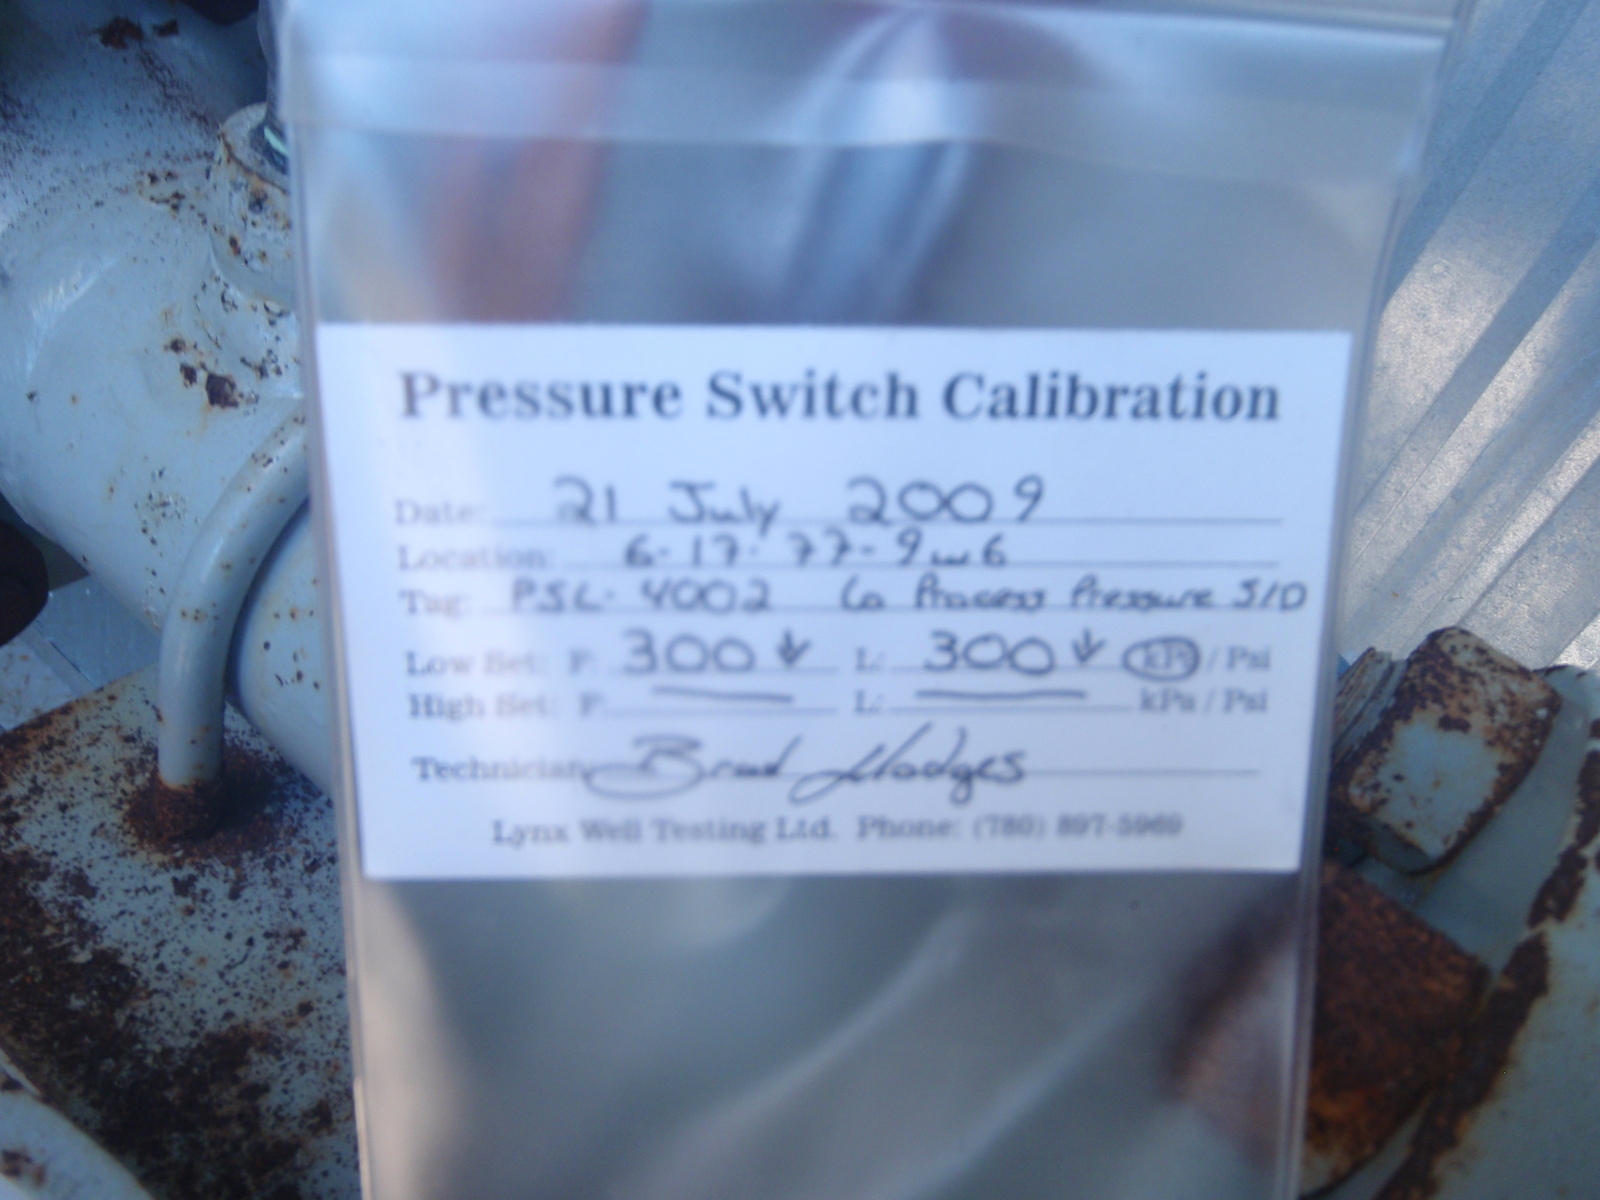 Pressure Switch Calibration
Date: 21 July 2009
Location: 6-17-77-9w6
Tag: PSL-4002 Lo Process Pressure S/D
Low Set: F: 300 ↓ L: 300 ↓ kPa / Psi
High Set: F: — L: — kPa / Psi
Technician: Brad Hodges
Lynx Well Testing Ltd. Phone: (780) 897-5969